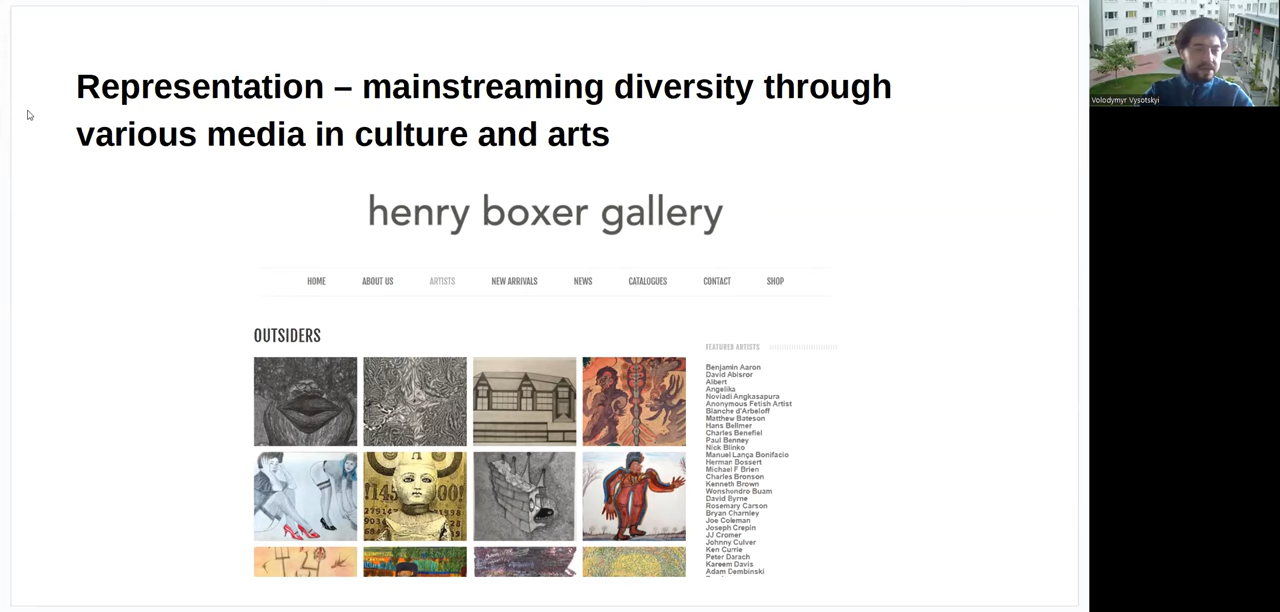 Representation – mainstreaming diversity through
various media in culture and arts
Volodymyr Vysotskyi
henry boxer gallery
HOME ABOUT US ARTISTS NEW ARRIVALS NEWS CATALOGUES CONTACT SHOP
OUTSIDERS
FEATURED ARTISTS
Benjamin Aaron
David Abisror
Albert
Angelika
Noviadi Angkasapura
Anonymous Fetish Artist
Blanche d'Arbeloff
Matthew Bateson
Hans Bellmer
Charles Benefiel
Paul Benney
Nick Blinko
Manuel Lança Bonifacio
Herman Bossert
Michael F Brien
Charles Bronson
Kenneth Brown
Wonshondro Buam
David Byrne
Rosemary Carson
Bryan Charnley
Joe Coleman
Joseph Crepin
JJ Cromer
Johnny Culver
Ken Currie
Peter Darach
Kareem Davis
Adam Dembinski